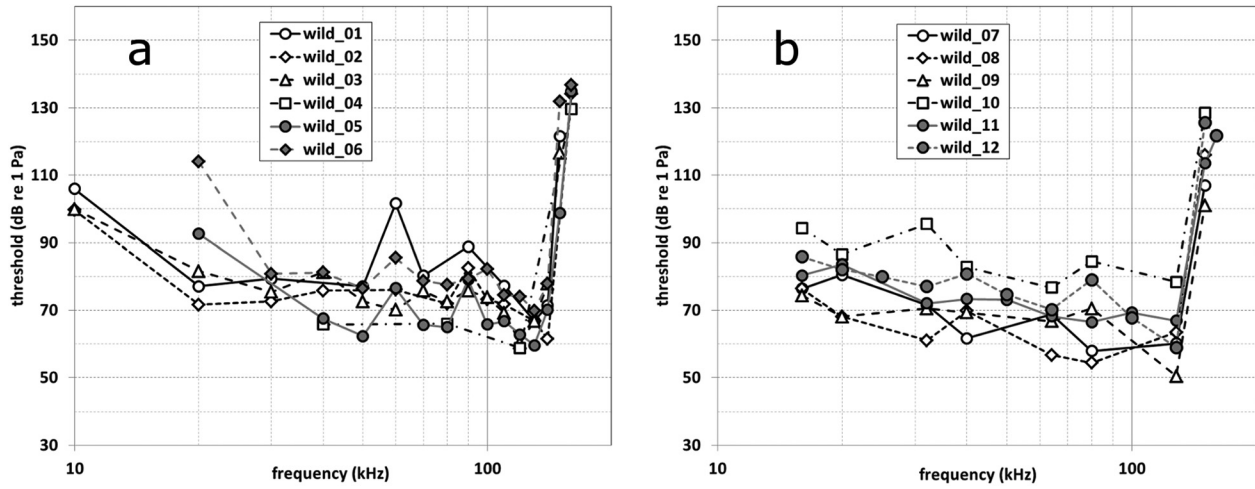 a
wild_01
wild_02
wild_03
wild_04
wild_05
wild_06
150
130
110
90
70
50
30
threshold (dB re 1 Pa)
10
100
frequency (kHz)
b
wild_07
wild_08
wild_09
wild_10
wild_11
wild_12
150
130
110
90
70
50
30
threshold (dB re 1 Pa)
10
100
frequency (kHz)